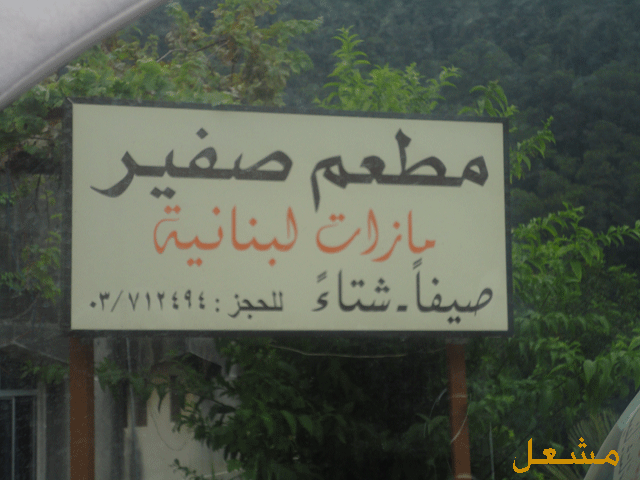 مطعم صفير
مازات لبنانية
صيفاً - شتاءً للحجز : ٠٣/٧١٢٤٩٤
مشعل